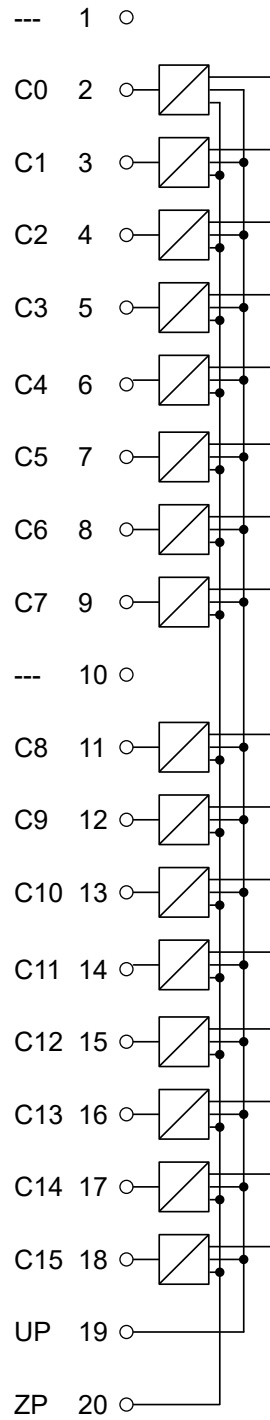 --- 1
C0 2
C1 3
C2 4
C3 5
C4 6
C5 7
C6 8
C7 9
--- 10
C8 11
C9 12
C10 13
C11 14
C12 15
C13 16
C14 17
C15 18
UP 19
ZP 20